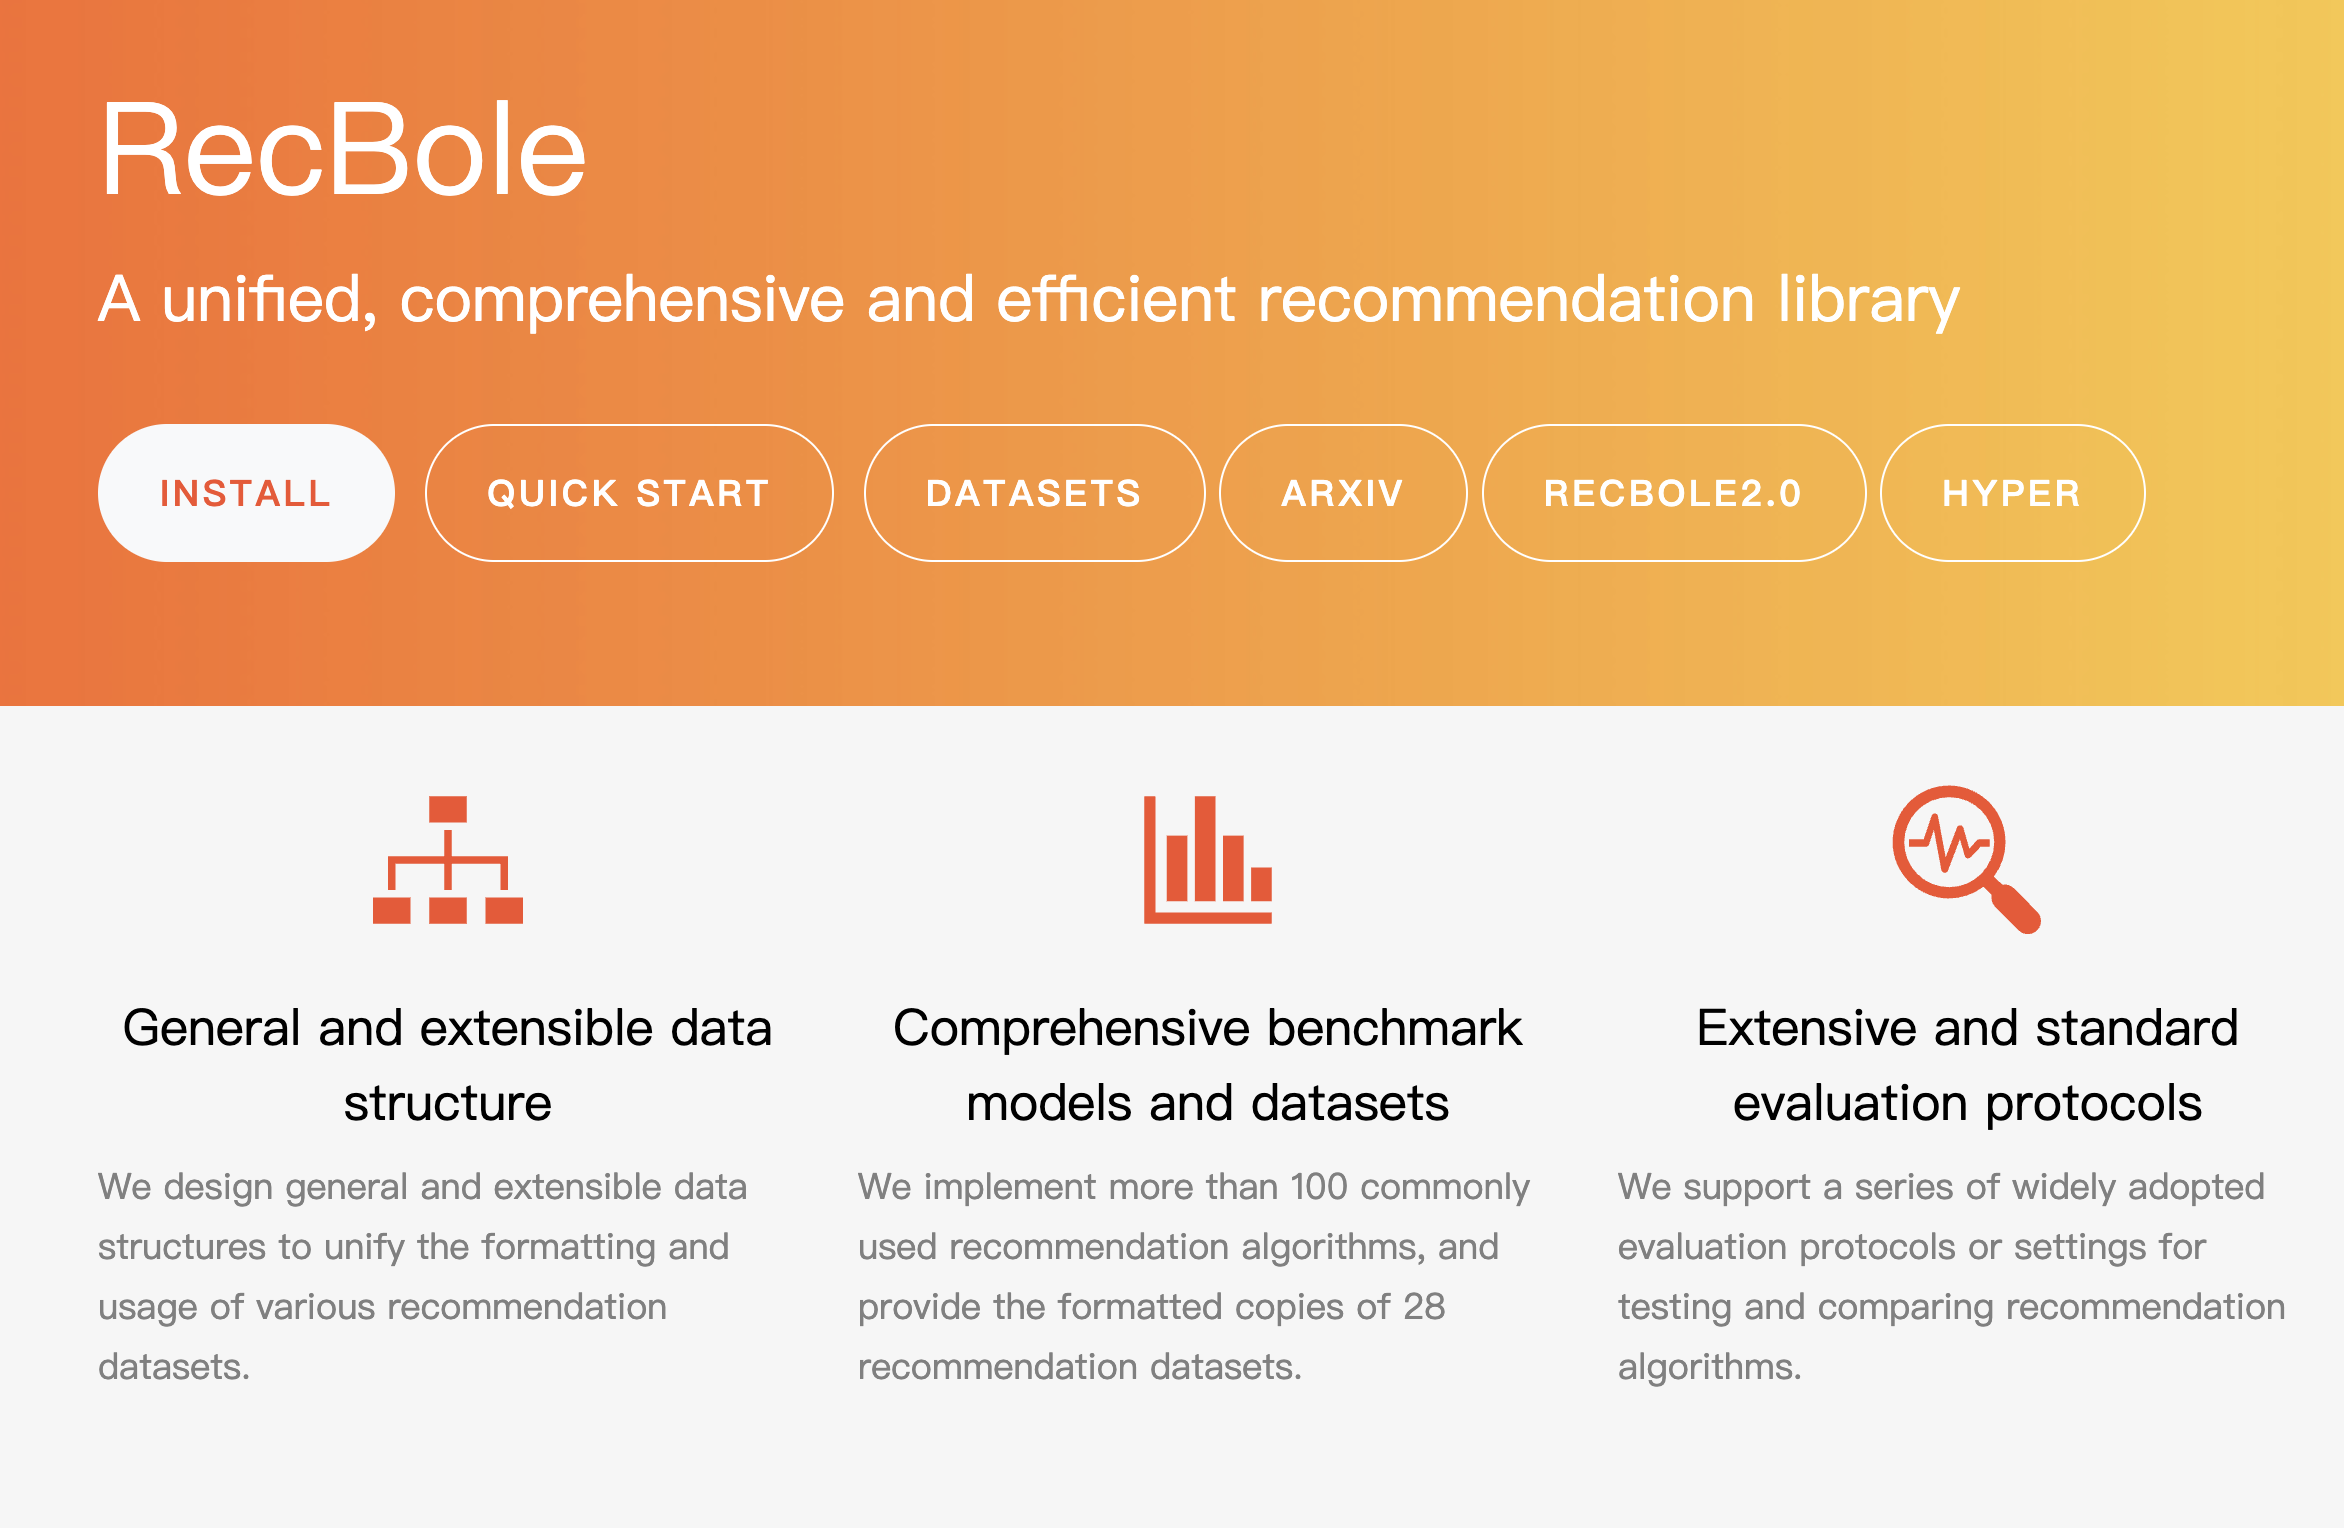 RecBole
A unified, comprehensive and efficient recommendation library
INSTALL
QUICK START
DATASETS
ARXIV
RECBOLE2.0
HYPER
General and extensible data
structure
We design general and extensible data
structures to unify the formatting and
usage of various recommendation
datasets.
Comprehensive benchmark
models and datasets
We implement more than 100 commonly
used recommendation algorithms, and
provide the formatted copies of 28
recommendation datasets.
Extensive and standard
evaluation protocols
We support a series of widely adopted
evaluation protocols or settings for
testing and comparing recommendation
algorithms.